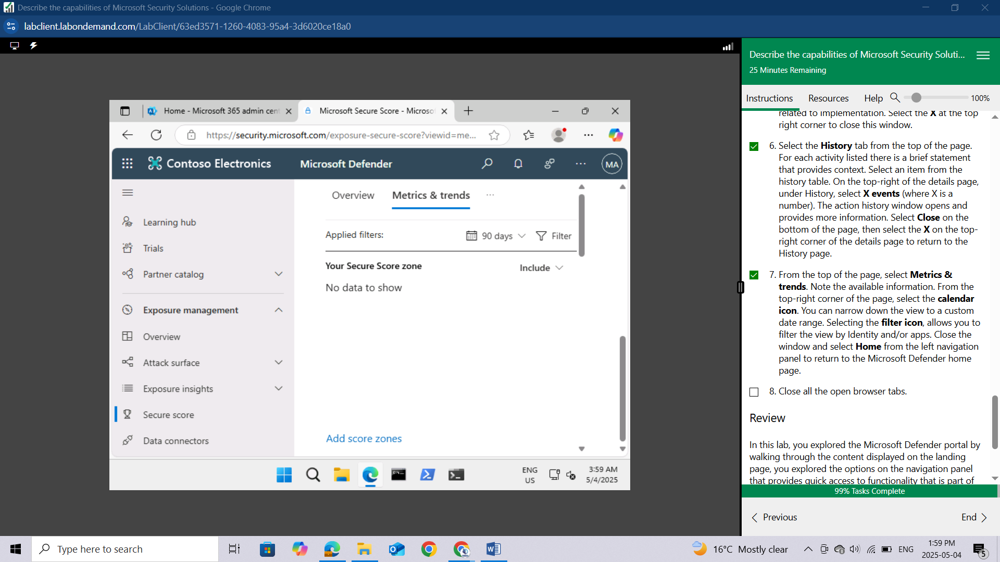 Describe the capabilities of Microsoft Security Solutions - Google Chrome
labclient.labondemand.com/LabClient/63ed3571-1260-4083-95a4-3d6020ce18a0
Home - Microsoft 365 admin cent
Microsoft Secure Score - Microso
https://security.microsoft.com/exposure-secure-score?viewid=me...
Contoso Electronics
Microsoft Defender
MA
Learning hub
Trials
Partner catalog
Exposure management
Overview
Attack surface
Exposure insights
Secure score
Data connectors
Overview
Metrics & trends
Applied filters:
90 days
Filter
Your Secure Score zone
Include
No data to show
Add score zones
ENG
US
3:59 AM
5/4/2025
Describe the capabilities of Microsoft Security Soluti...
25 Minutes Remaining
Instructions
Resources
Help
100%
related to implementation. Select the X at the top
right corner to close this window.
6. Select the History tab from the top of the page.
For each activity listed there is a brief statement
that provides context. Select an item from the
history table. On the top-right of the details page,
under History, select X events (where X is a
number). The action history window opens and
provides more information. Select Close on the
bottom of the page, then select the X on the top-
right corner of the details page to return to the
History page.
7. From the top of the page, select Metrics &
trends. Note the available information. From the
top-right corner of the page, select the calendar
icon. You can narrow down the view to a custom
date range. Selecting the filter icon, allows you to
filter the view by Identity and/or apps. Close the
window and select Home from the left navigation
panel to return to the Microsoft Defender home
page.
8. Close all the open browser tabs.
Review
In this lab, you explored the Microsoft Defender portal by
walking through the content displayed on the landing
page, you explored the options on the navigation panel
that provides quick access to functionality that is part of
99% Tasks Complete
Previous
End
Type here to search
16°C Mostly clear
ENG
1:59 PM
2025-05-04
5